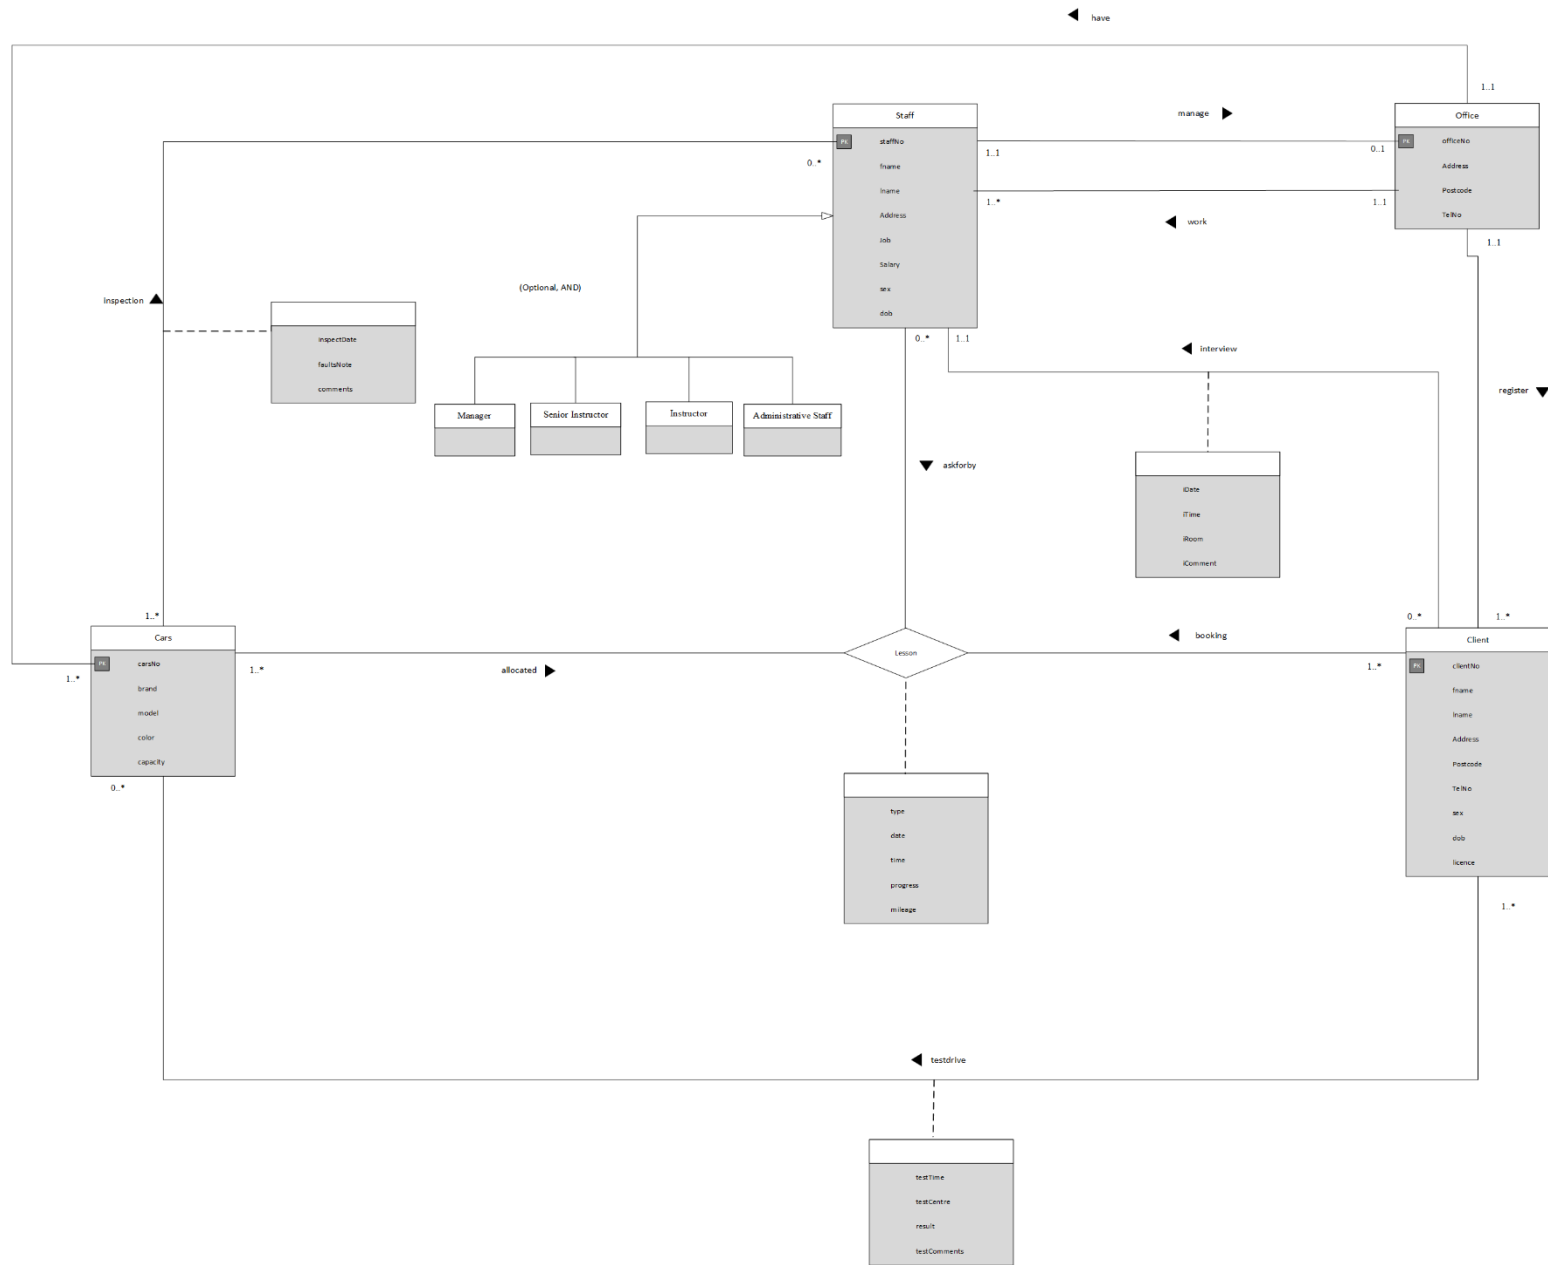 have
1..1
manage
Staff
PK
staffNo
fname
lname
Address
Job
Salary
sex
dob
Office
PK
officeNo
Address
Postcode
TelNo
0..*
1..1
0..1
1..*
1..1
work
1..1
(Optional, AND)
Inspection
inspectDate
faultsNote
comments
0..*
1..1
interview
register
Manager
Senior Instructor
Instructor
Administrative Staff
askforby
iDate
iTime
iRoom
iComment
1..*
0..*
1..*
Cars
PK
carsNo
brand
model
color
capacity
1..*
1..*
allocated
Lesson
booking
1..*
Client
PK
clientNo
fname
lname
Address
Postcode
TelNo
sex
dob
licence
0..*
type
date
time
progress
mileage
1..*
testdrive
testTime
testCentre
result
testComments